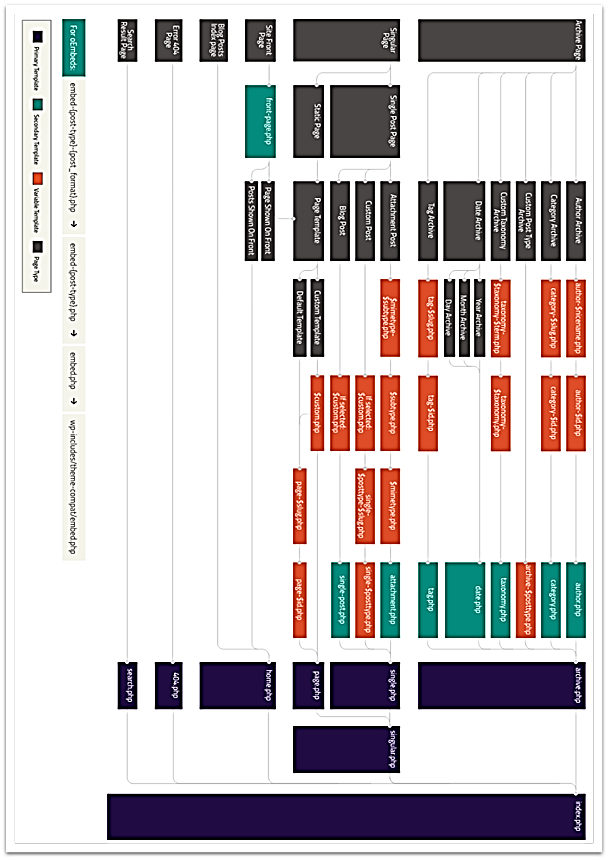 Archive Page
Singular
Page
Site Front
Page
Blog Posts
Index page
Error 404
Page
Search
Result Page
Single Post Page
Static Page
front-page.php
Author Archive
Category Archive
Custom Post Type
Archive
Custom Taxonomy
Archive
Date Archive
Tag Archive
Attachment Post
Custom Post
Blog Post
Page Template
Page Shown On Front
Posts Shown On Front
author-$nicename.php
category-$slug.php
taxonomy-
$taxonomy-$term.php
Year Archive
Month Archive
Day Archive
tag-$slug.php
$mimetype-
$subtype.php
Custom Template
Default Template
author-$id.php
category-$id.php
taxonomy-
$taxonomy.php
tag-$id.php
$subtype.php
If selected:
$custom.php
If selected:
$custom.php
$custom.php
$mimetype.php
single-
$posttype-$slug.php
page-$slug.php
author.php
category.php
archive-$posttype.php
taxonomy.php
date.php
tag.php
attachment.php
single-$posttype.php
single-post.php
page-$id.php
archive.php
single.php
page.php
home.php
404.php
search.php
singular.php
index.php
For oEmbeds:
embed-{post-type}-{post_format}.php → embed-{post-type}.php → embed.php → wp-includes/theme-compat/embed.php
Primary Template
Secondary Template
Variable Template
Page Type